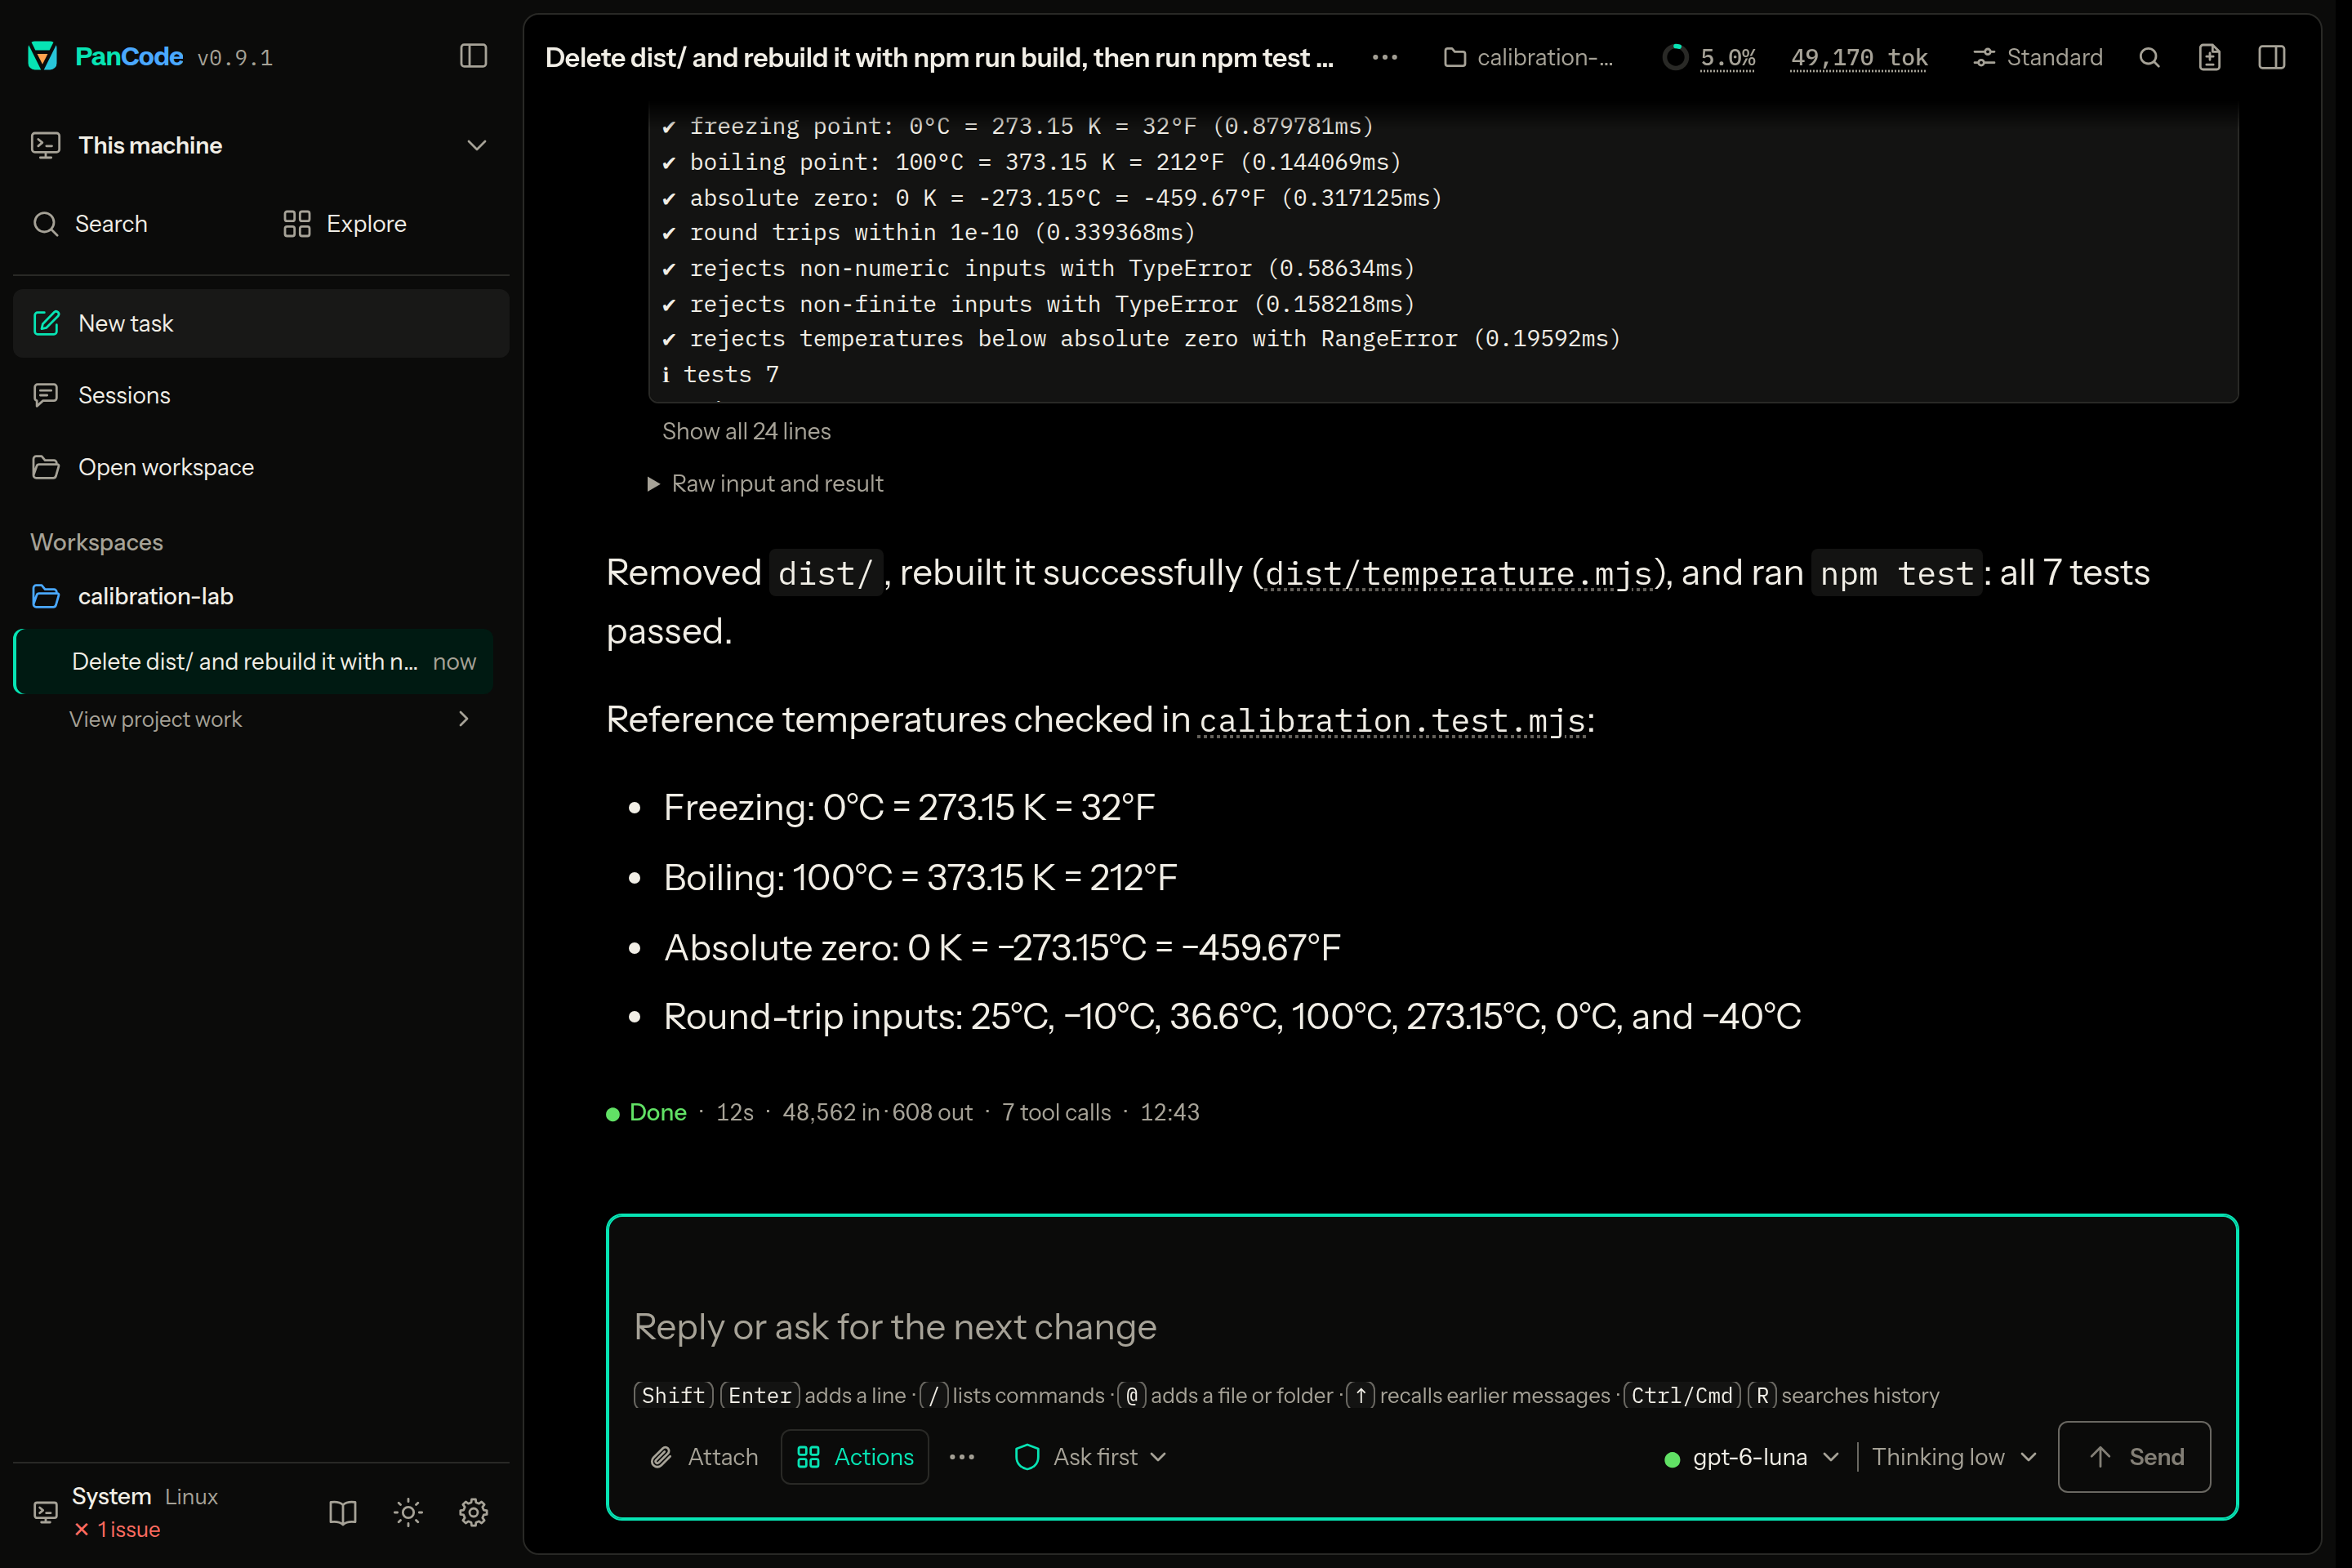 PanCode v0.9.1
This machine
Search
Explore
New task
Sessions
Open workspace
Workspaces
calibration-lab
Delete dist/ and rebuild it with n... now
View project work
System Linux
✕ 1 issue
Delete dist/ and rebuild it with npm run build, then run npm test ...
calibration-...
5.0%
49,170 tok
Standard
✔ freezing point: 0°C = 273.15 K = 32°F (0.879781ms)
✔ boiling point: 100°C = 373.15 K = 212°F (0.144069ms)
✔ absolute zero: 0 K = -273.15°C = -459.67°F (0.317125ms)
✔ round trips within 1e-10 (0.339368ms)
✔ rejects non-numeric inputs with TypeError (0.58634ms)
✔ rejects non-finite inputs with TypeError (0.158218ms)
✔ rejects temperatures below absolute zero with RangeError (0.19592ms)
ℹ tests 7
Show all 24 lines
▶ Raw input and result
Removed dist/, rebuilt it successfully (dist/temperature.mjs), and ran npm test: all 7 tests
passed.
Reference temperatures checked in calibration.test.mjs:
• Freezing: 0°C = 273.15 K = 32°F
• Boiling: 100°C = 373.15 K = 212°F
• Absolute zero: 0 K = −273.15°C = −459.67°F
• Round-trip inputs: 25°C, −10°C, 36.6°C, 100°C, 273.15°C, 0°C, and −40°C
Done · 12s · 48,562 in · 608 out · 7 tool calls · 12:43
Reply or ask for the next change
Shift Enter adds a line · / lists commands · @ adds a file or folder · ↑ recalls earlier messages · Ctrl/Cmd R searches history
Attach
Actions
Ask first
gpt-6-luna
Thinking low
Send